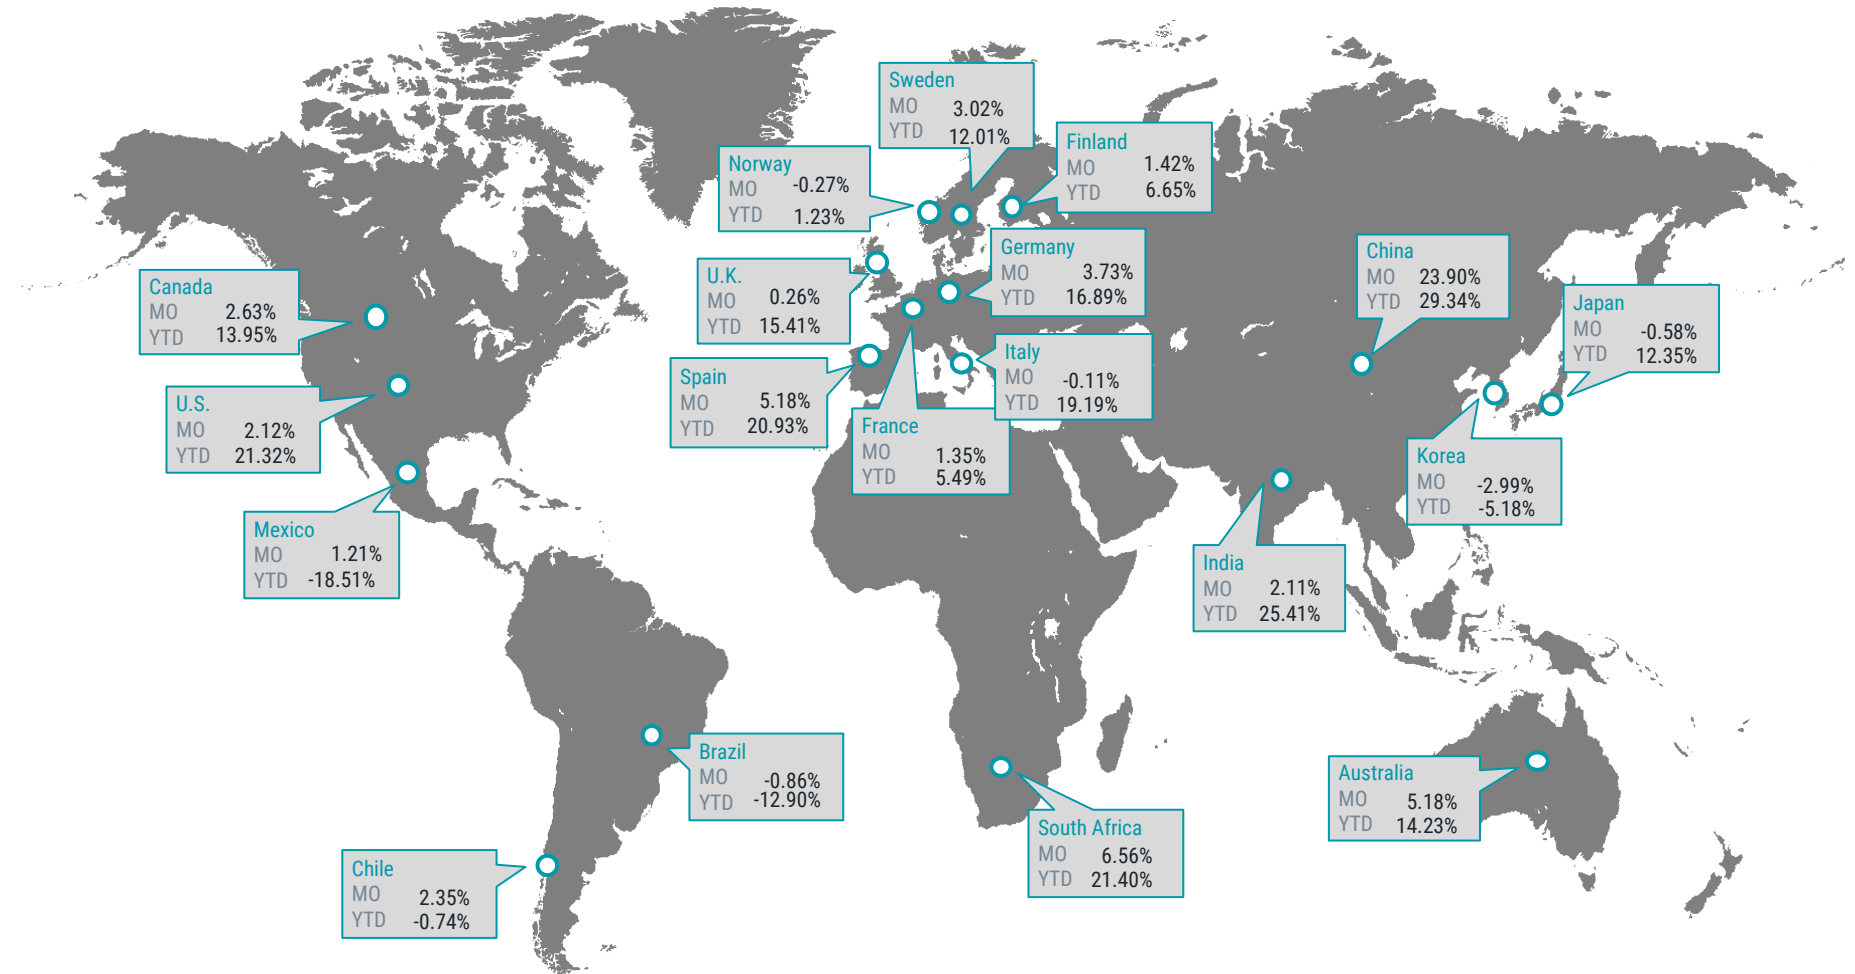 Sweden
MO 3.02%
YTD 12.01%
Finland
MO 1.42%
YTD 6.65%
Norway
MO -0.27%
YTD 1.23%
Germany
MO 3.73%
YTD 16.89%
China
MO 23.90%
YTD 29.34%
U.K.
MO 0.26%
YTD 15.41%
Canada
MO 2.63%
YTD 13.95%
Japan
MO -0.58%
YTD 12.35%
Italy
MO -0.11%
YTD 19.19%
Spain
MO 5.18%
YTD 20.93%
U.S.
MO 2.12%
YTD 21.32%
France
MO 1.35%
YTD 5.49%
Korea
MO -2.99%
YTD -5.18%
Mexico
MO 1.21%
YTD -18.51%
India
MO 2.11%
YTD 25.41%
Brazil
MO -0.86%
YTD -12.90%
Australia
MO 5.18%
YTD 14.23%
South Africa
MO 6.56%
YTD 21.40%
Chile
MO 2.35%
YTD -0.74%